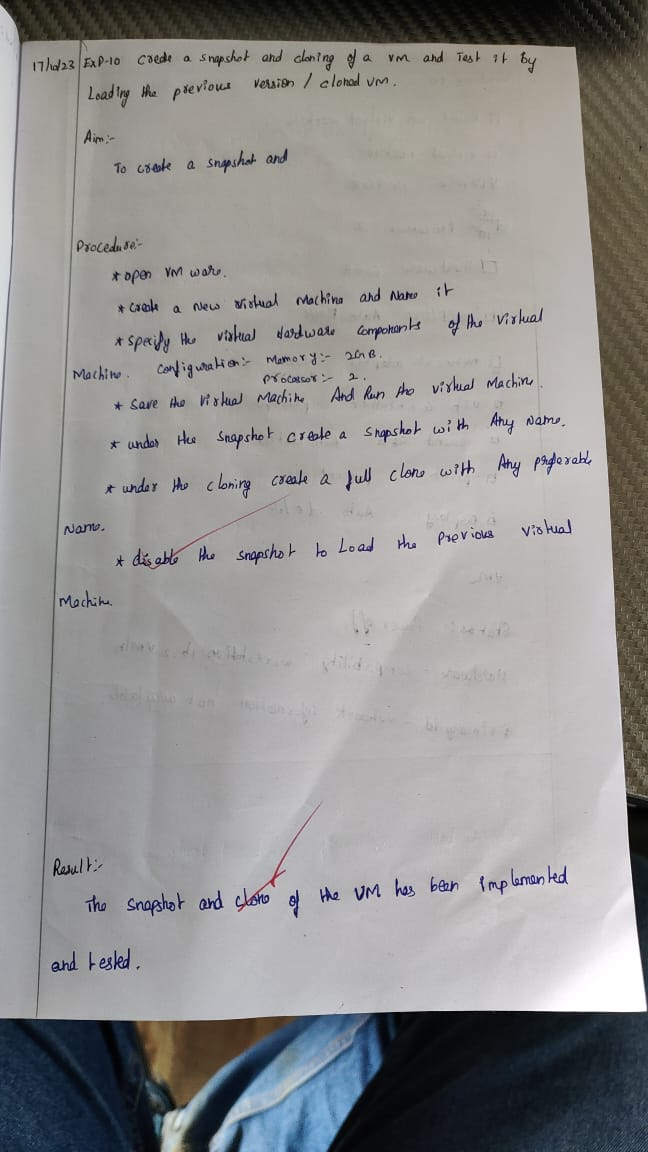 17/10/23 EXP-10 Create a snapshot and cloning of a VM and Test it by
Loading the previous version / cloned VM.
Aim:-
To create a snapshot and
Procedure:-
* open VM ware.
* Create a New virtual Machine and Name it
* specify the virtual Hardware components of the virtual
Machine. Configuration:- Memory:- 2GB.
processor:- 2.
* Save the virtual Machine And Run the virtual Machine.
* under the snapshot create a snapshot with Any Name.
* under the cloning create a full clone with Any preferable
Name.
* disable the snapshot to Load the Previous virtual
Machine.
Result:-
The snapshot and clone of the VM has been implemented
and tested.